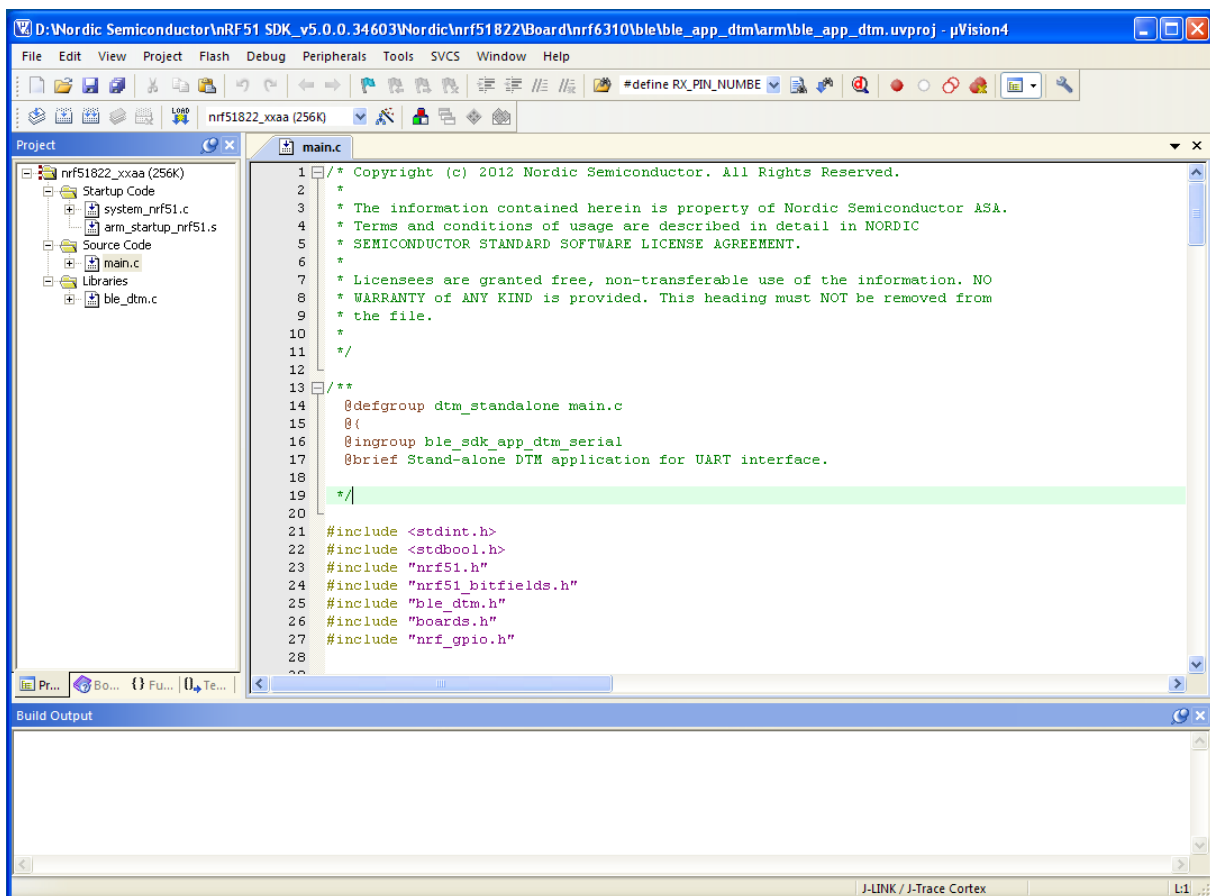 D:\Nordic Semiconductor\nRF51 SDK_v5.0.0.34603\Nordic\nrf51822\Board\nrf6310\ble\ble_app_dtm\arm\ble_app_dtm.uvproj - µVision4
File Edit View Project Flash Debug Peripherals Tools SVCS Window Help
#define RX_PIN_NUMBE
LOAD nrf51822_xxaa (256K)
Project
nrf51822_xxaa (256K)
Startup Code
system_nrf51.c
arm_startup_nrf51.s
Source Code
main.c
Libraries
ble_dtm.c
Pr... Bo... {} Fu... Te...
main.c
1 /* Copyright (c) 2012 Nordic Semiconductor. All Rights Reserved.
2 *
3 * The information contained herein is property of Nordic Semiconductor ASA.
4 * Terms and conditions of usage are described in detail in NORDIC
5 * SEMICONDUCTOR STANDARD SOFTWARE LICENSE AGREEMENT.
6 *
7 * Licensees are granted free, non-transferable use of the information. NO
8 * WARRANTY of ANY KIND is provided. This heading must NOT be removed from
9 * the file.
10 *
11 */
12
13 /**
14 @defgroup dtm_standalone main.c
15 @{
16 @ingroup ble_sdk_app_dtm_serial
17 @brief Stand-alone DTM application for UART interface.
18
19 */
20
21 #include <stdint.h>
22 #include <stdbool.h>
23 #include "nrf51.h"
24 #include "nrf51_bitfields.h"
25 #include "ble_dtm.h"
26 #include "boards.h"
27 #include "nrf_gpio.h"
28
Build Output
J-LINK / J-Trace Cortex L:1